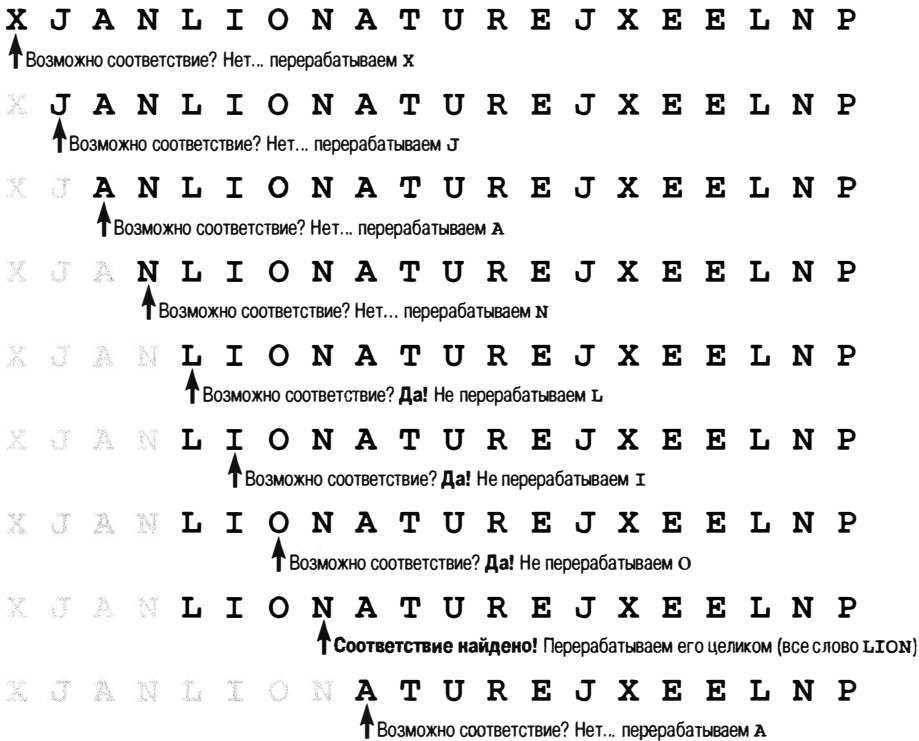 X J A N L I O N A T U R E J X E E L N P
Возможно соответствие? Нет... перерабатываем X
X J A N L I O N A T U R E J X E E L N P
Возможно соответствие? Нет... перерабатываем J
X J A N L I O N A T U R E J X E E L N P
Возможно соответствие? Нет... перерабатываем A
X J A N L I O N A T U R E J X E E L N P
Возможно соответствие? Нет... перерабатываем N
X J A N L I O N A T U R E J X E E L N P
Возможно соответствие? Да! Не перерабатываем L
X J A N L I O N A T U R E J X E E L N P
Возможно соответствие? Да! Не перерабатываем I
X J A N L I O N A T U R E J X E E L N P
Возможно соответствие? Да! Не перерабатываем O
X J A N L I O N A T U R E J X E E L N P
Соответствие найдено! Перерабатываем его целиком (все слово LION)
X J A N L I O N A T U R E J X E E L N P
Возможно соответствие? Нет... перерабатываем A